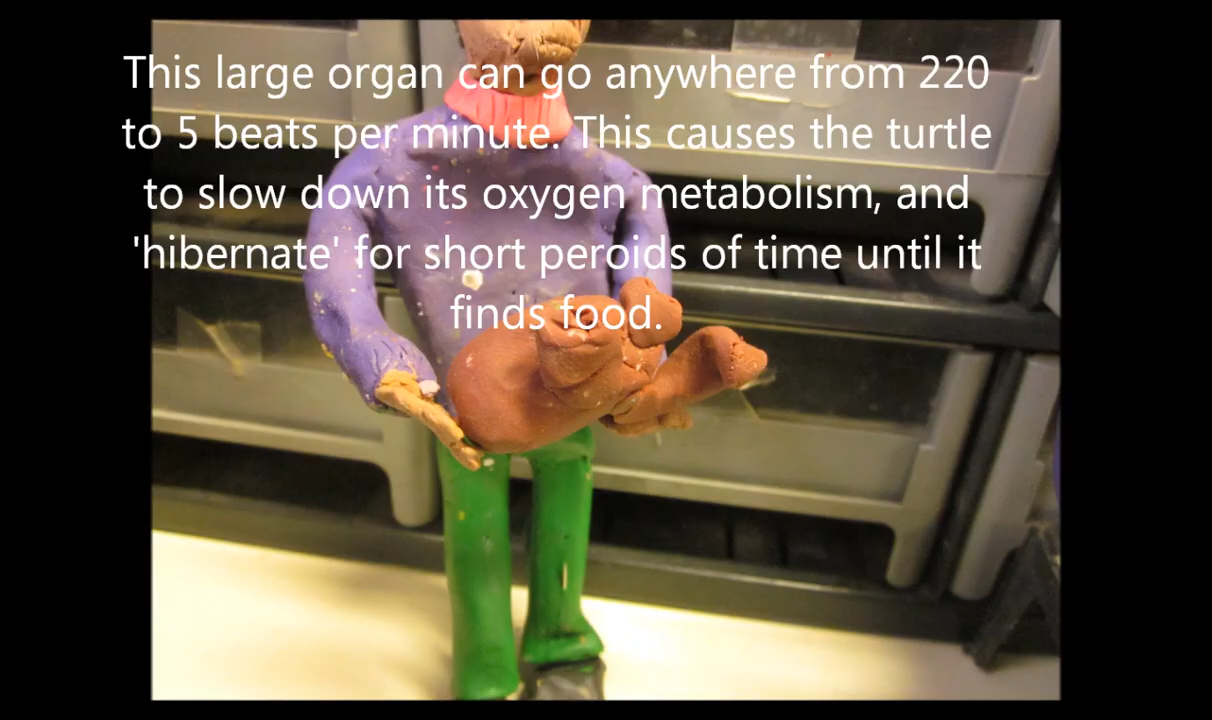 This large organ can go anywhere from 220
to 5 beats per minute. This causes the turtle
to slow down its oxygen metabolism, and
'hibernate' for short peroids of time until it
finds food.